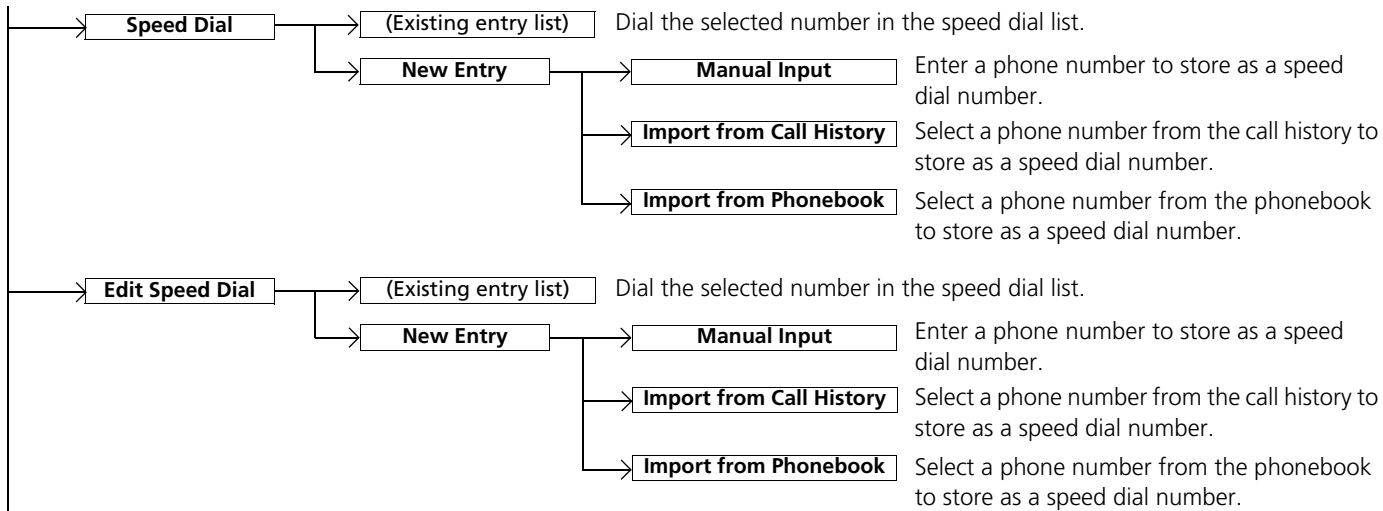 Speed Dial (Existing entry list) Dial the selected number in the speed dial list.
New Entry Manual Input Enter a phone number to store as a speed
dial number.
Import from Call History Select a phone number from the call history to
store as a speed dial number.
Import from Phonebook Select a phone number from the phonebook
to store as a speed dial number.
Edit Speed Dial (Existing entry list) Dial the selected number in the speed dial list.
New Entry Manual Input Enter a phone number to store as a speed
dial number.
Import from Call History Select a phone number from the call history to
store as a speed dial number.
Import from Phonebook Select a phone number from the phonebook
to store as a speed dial number.